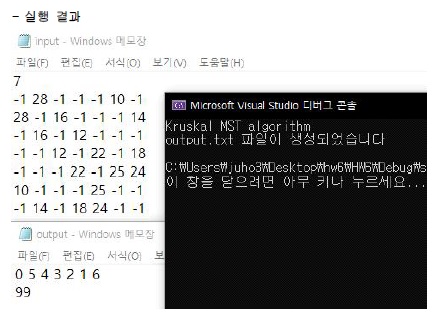 - 실행 결과
input - Windows 메모장
파일(F) 편집(E) 서식(O) 보기(V) 도움말(H)
7
-1 28 -1 -1 -1 10 -1
28 -1 16 -1 -1 -1 14
-1 16 -1 12 -1 -1 -1
-1 -1 12 -1 22 -1 18
-1 -1 -1 22 -1 25 24
10 -1 -1 -1 25 -1 -1
-1 14 -1 18 24 -1 -1
output - Windows 메모장
파일(F) 편집(E) 서식(O) 보
0 5 4 3 2 1 6
99
Microsoft Visual Studio 디버그 콘솔
Kruskal MST algorithm
output.txt 파일이 생성되었습니다
C:\Users\juho3\Desktop\hw6\HW6\Debug\s
이 창을 닫으려면 아무 키나 누르세요...